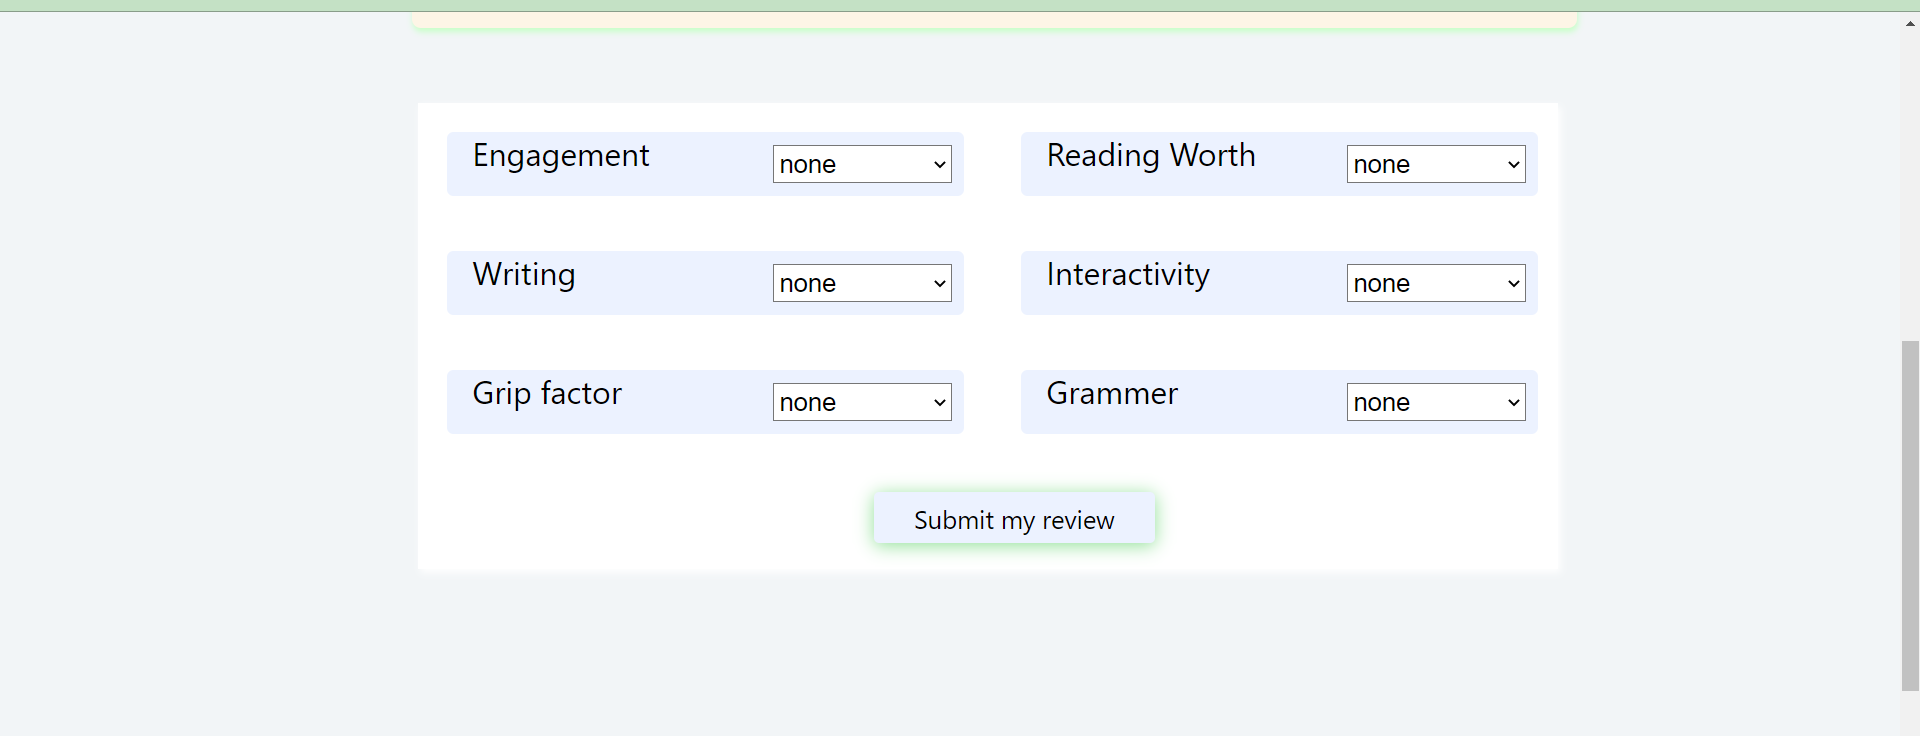 Engagement none Reading Worth none
Writing none Interactivity none
Grip factor none Grammer none
Submit my review